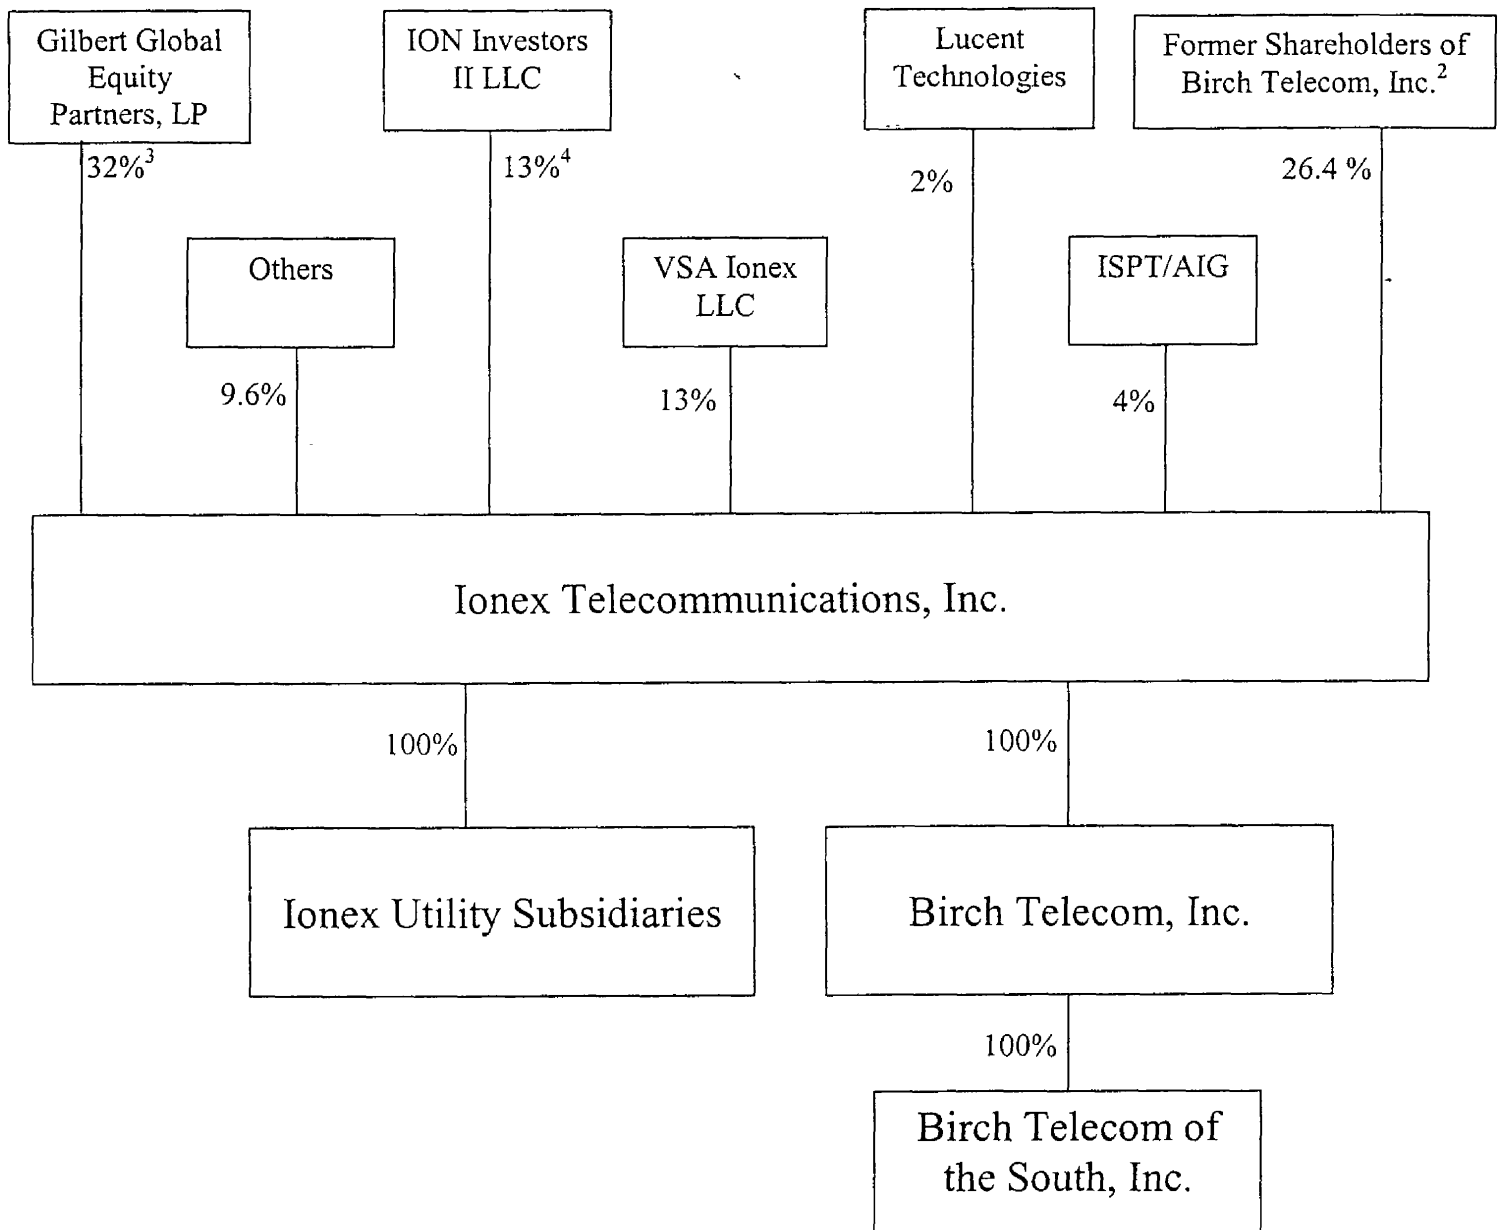 Gilbert Global
Equity
Partners, LP
ION Investors
II LLC
Lucent
Technologies
Former Shareholders of
Birch Telecom, Inc.²
32%³
13%⁴
2%
26.4 %
Others
VSA Ionex
LLC
ISPT/AIG
9.6%
13%
4%
Ionex Telecommunications, Inc.
100%
100%
Ionex Utility Subsidiaries
Birch Telecom, Inc.
100%
Birch Telecom of
the South, Inc.